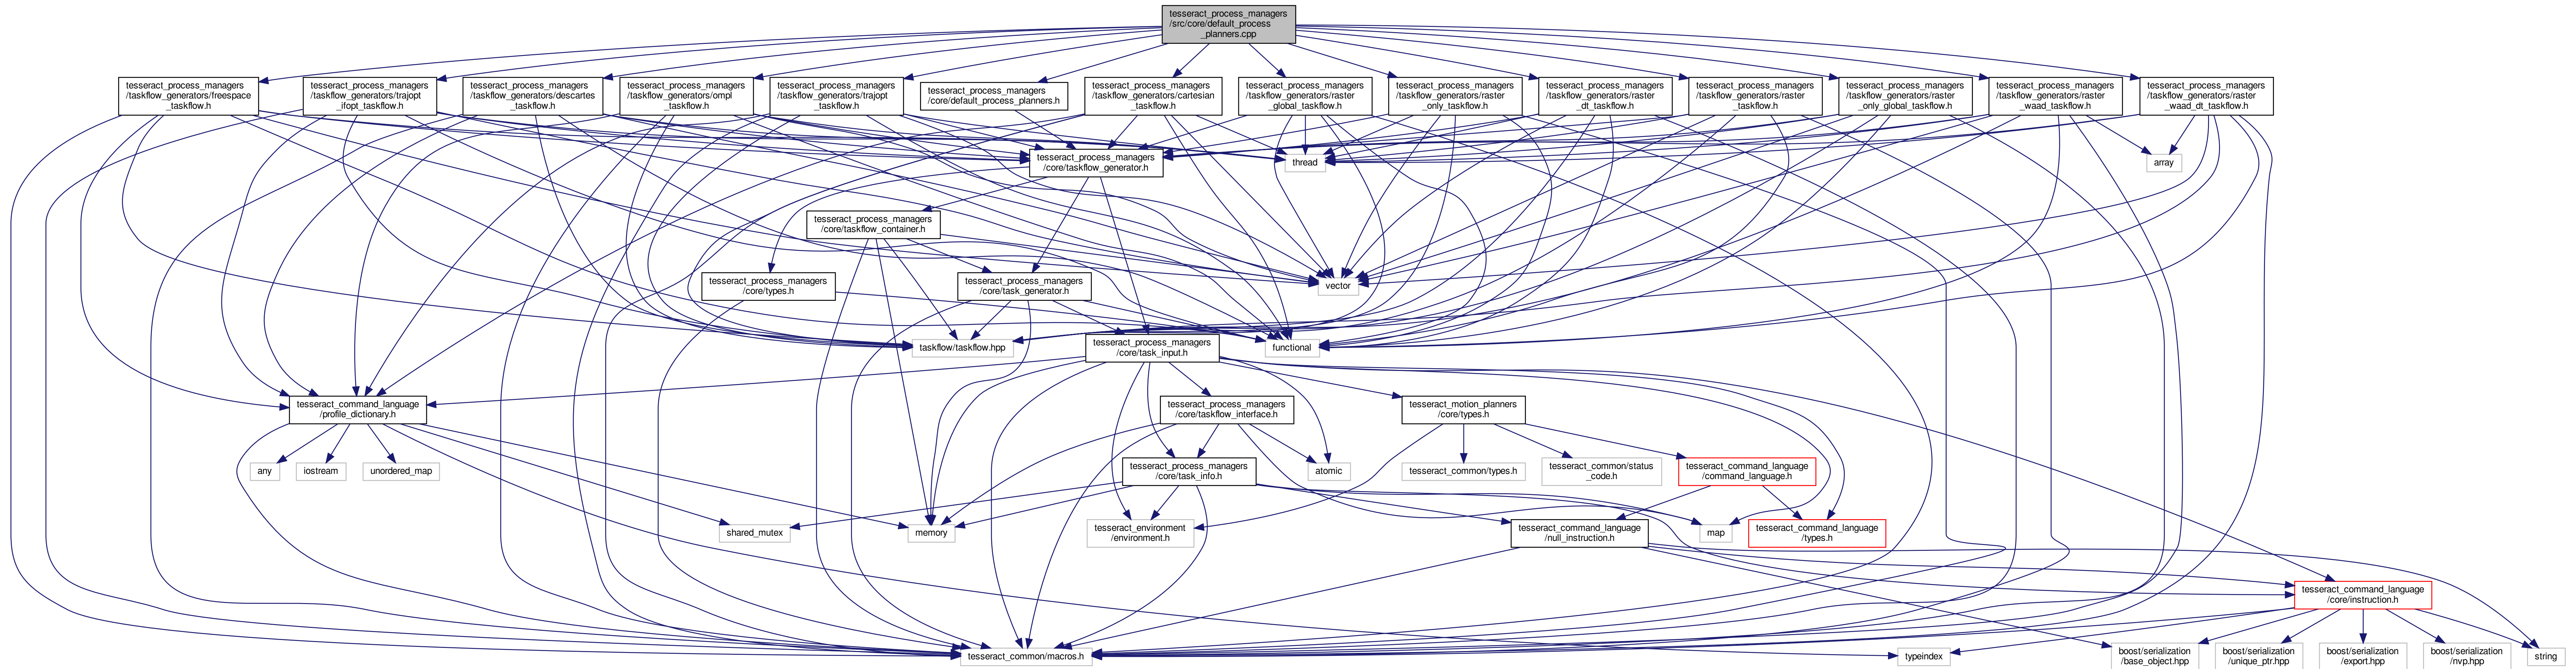 tesseract_process_managers
/src/core/default_process
_planners.cpp
tesseract_process_managers
/taskflow_generators/freespace
_taskflow.h
tesseract_process_managers
/taskflow_generators/trajopt
_ifopt_taskflow.h
tesseract_process_managers
/taskflow_generators/descartes
_taskflow.h
tesseract_process_managers
/taskflow_generators/ompl
_taskflow.h
tesseract_process_managers
/taskflow_generators/trajopt
_taskflow.h
tesseract_process_managers
/core/default_process_planners.h
tesseract_process_managers
/taskflow_generators/cartesian
_taskflow.h
tesseract_process_managers
/taskflow_generators/raster
_global_taskflow.h
tesseract_process_managers
/taskflow_generators/raster
_only_taskflow.h
tesseract_process_managers
/taskflow_generators/raster
_dt_taskflow.h
tesseract_process_managers
/taskflow_generators/raster
_taskflow.h
tesseract_process_managers
/taskflow_generators/raster
_only_global_taskflow.h
tesseract_process_managers
/taskflow_generators/raster
_waad_taskflow.h
tesseract_process_managers
/taskflow_generators/raster
_waad_dt_taskflow.h
tesseract_process_managers
/core/taskflow_generator.h
thread
array
tesseract_process_managers
/core/taskflow_container.h
tesseract_process_managers
/core/types.h
tesseract_process_managers
/core/task_generator.h
vector
taskflow/taskflow.hpp
tesseract_process_managers
/core/task_input.h
functional
tesseract_command_language
/profile_dictionary.h
tesseract_process_managers
/core/taskflow_interface.h
tesseract_motion_planners
/core/types.h
any
iostream
unordered_map
tesseract_process_managers
/core/task_info.h
atomic
tesseract_common/types.h
tesseract_common/status
_code.h
tesseract_command_language
/command_language.h
shared_mutex
memory
tesseract_environment
/environment.h
tesseract_command_language
/null_instruction.h
map
tesseract_command_language
/types.h
tesseract_command_language
/core/instruction.h
tesseract_common/macros.h
typeindex
boost/serialization
/base_object.hpp
boost/serialization
/unique_ptr.hpp
boost/serialization
/export.hpp
boost/serialization
/nvp.hpp
string